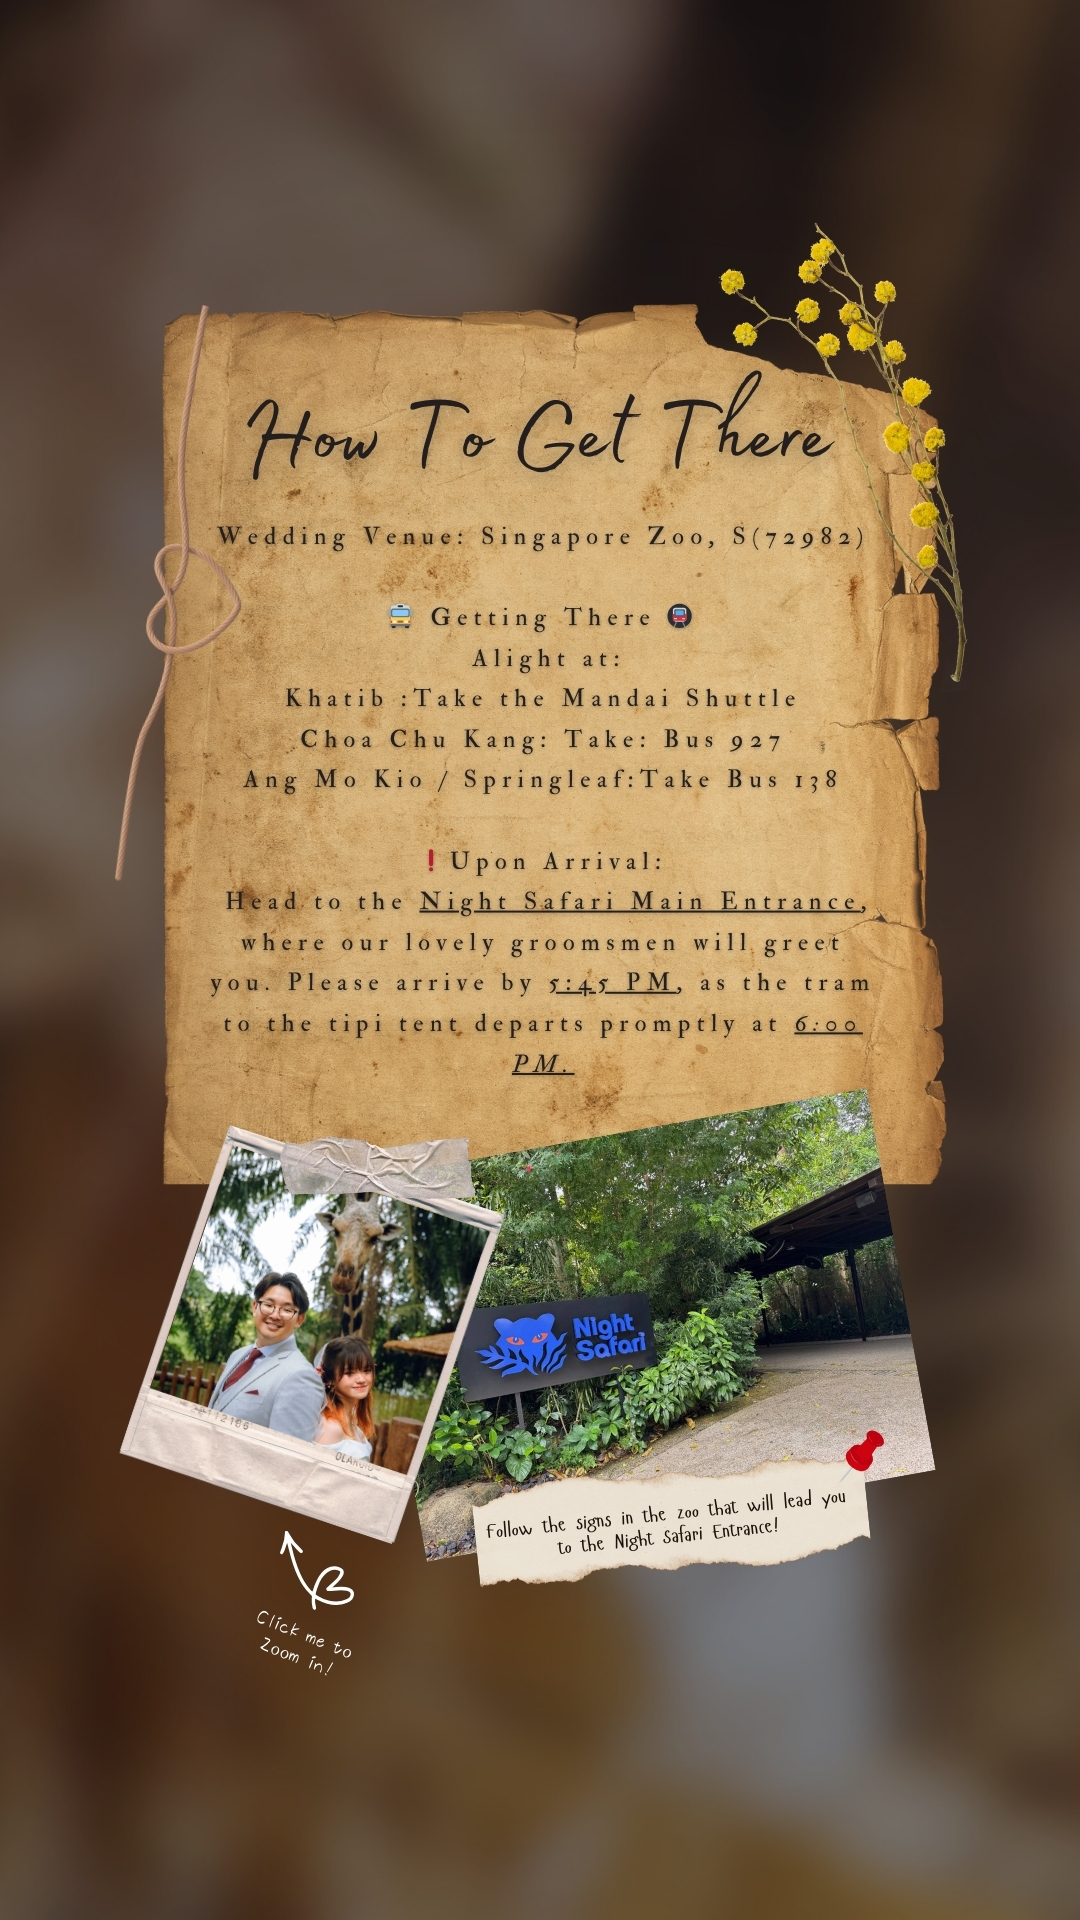 How To Get There
Wedding Venue: Singapore Zoo, S(72982)
🚌 Getting There 🚇
Alight at:
Khatib :Take the Mandai Shuttle
Choa Chu Kang: Take: Bus 927
Ang Mo Kio / Springleaf:Take Bus 138
❗Upon Arrival:
Head to the Night Safari Main Entrance,
where our lovely groomsmen will greet
you. Please arrive by 5:45 PM, as the tram
to the tipi tent departs promptly at 6:00
PM.
Night
Safari
Follow the signs in the zoo that will lead you
to the Night Safari Entrance!
Click me to
Zoom in!